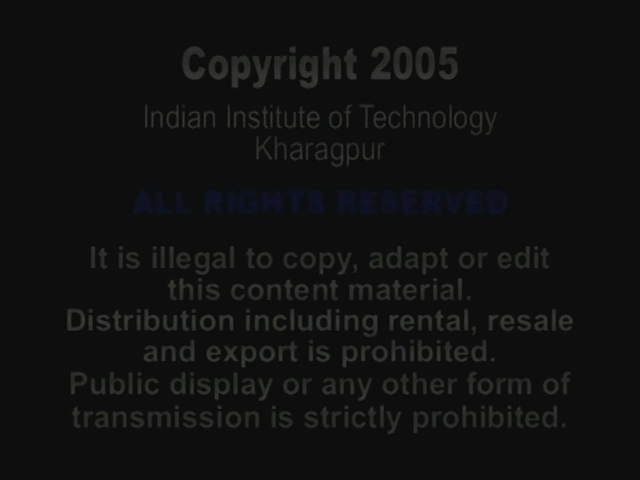 Copyright 2005
Indian Institute of Technology
Kharagpur
ALL RIGHTS RESERVED
It is illegal to copy, adapt or edit
this content material.
Distribution including rental, resale
and export is prohibited.
Public display or any other form of
transmission is strictly prohibited.